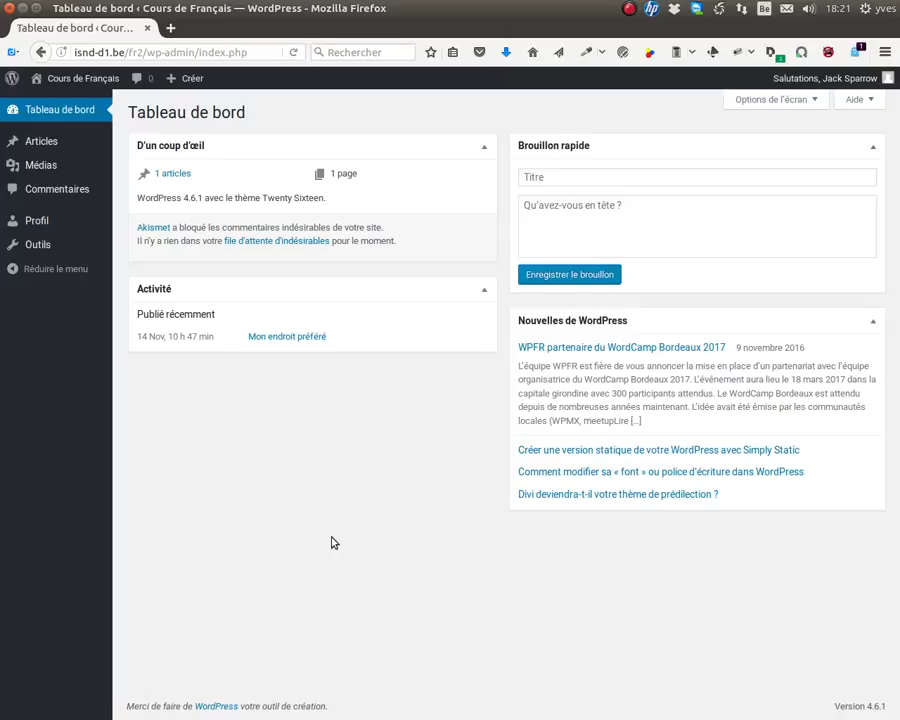 Tableau de bord ‹ Cours de Français — WordPress - Mozilla Firefox
Be 18:21 yves
Tableau de bord ‹ Cour...
isnd-d1.be/fr2/wp-admin/index.php
Rechercher
2
1
Cours de Français 0 Créer
Salutations, Jack Sparrow
Tableau de bord
Articles
Médias
Commentaires
Profil
Outils
Réduire le menu
Options de l'écran
Aide
Tableau de bord
D'un coup d'œil
1 articles
1 page
WordPress 4.6.1 avec le thème Twenty Sixteen.
Akismet a bloqué les commentaires indésirables de votre site.
Il n'y a rien dans votre file d'attente d'indésirables pour le moment.
Activité
Publié récemment
14 Nov, 10 h 47 min
Mon endroit préféré
Brouillon rapide
Titre
Qu'avez-vous en tête ?
Enregistrer le brouillon
Nouvelles de WordPress
WPFR partenaire du WordCamp Bordeaux 2017 9 novembre 2016
L'équipe WPFR est fière de vous annoncer la mise en place d'un partenariat avec l'équipe
organisatrice du WordCamp Bordeaux 2017. L'événement aura lieu le 18 mars 2017 dans la
capitale girondine avec 300 participants attendus. Le WordCamp Bordeaux est attendu
depuis de nombreuses années maintenant. L'idée avait été émise par les communautés
locales (WPMX, meetupLire [...]
Créer une version statique de votre WordPress avec Simply Static
Comment modifier sa « font » ou police d'écriture dans WordPress
Divi deviendra-t-il votre thème de prédilection ?
Merci de faire de WordPress votre outil de création.
Version 4.6.1